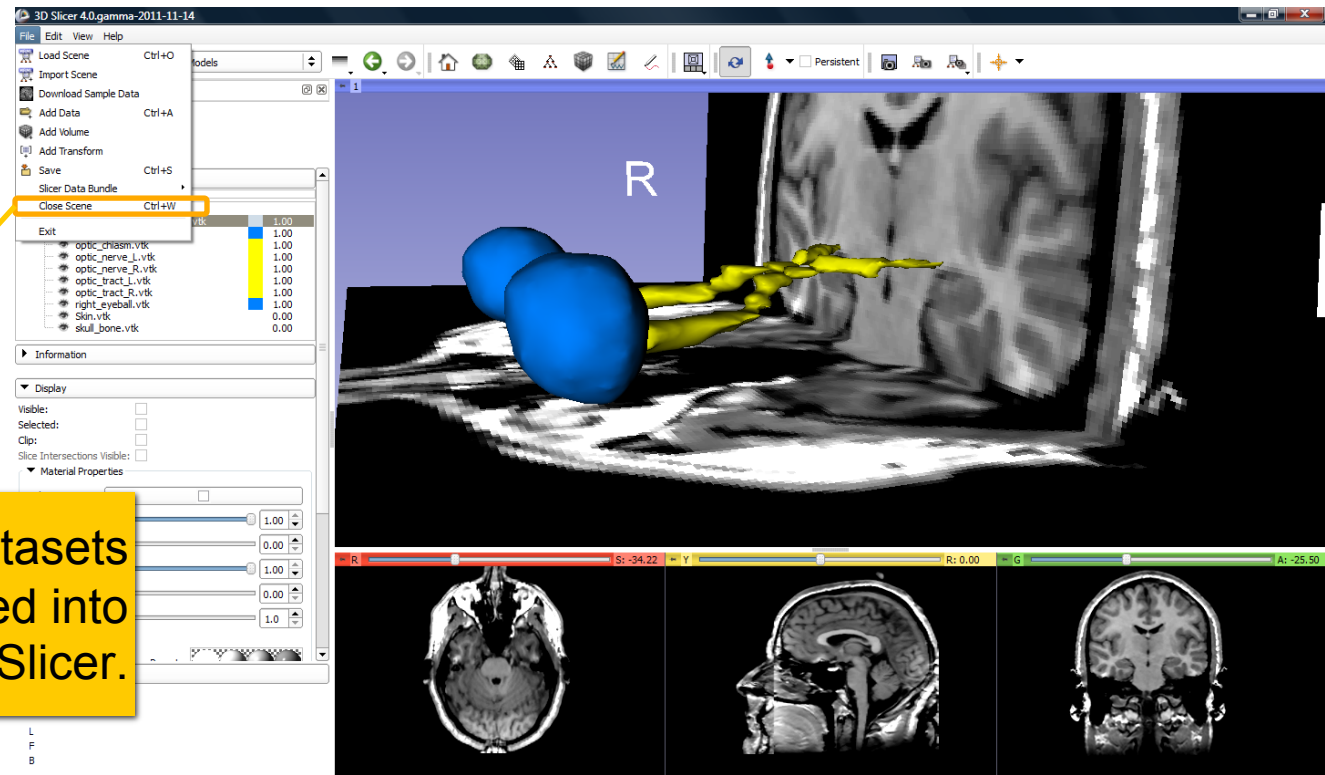 3D Slicer 4.0.gamma-2011-11-14
File Edit View Help
Load Scene Ctrl+O
Import Scene
Download Sample Data
Add Data Ctrl+A
Add Volume
Add Transform
Save Ctrl+S
Slicer Data Bundle
Close Scene Ctrl+W
Exit
Models
Persistent
1
R
vtk 1.00
1.00
optic_chiasm.vtk 1.00
optic_nerve_L.vtk 1.00
optic_nerve_R.vtk 1.00
optic_tract_L.vtk 1.00
optic_tract_R.vtk 1.00
right_eyeball.vtk 1.00
Skin.vtk 0.00
skull_bone.vtk 0.00
Information
Display
Visible:
Selected:
Clip:
Slice Intersections Visible:
Material Properties
1.00
0.00
1.00
0.00
1.0
tasets
ed into
Slicer.
R S: -34.22 Y R: 0.00 G A: -25.50
L
F
B